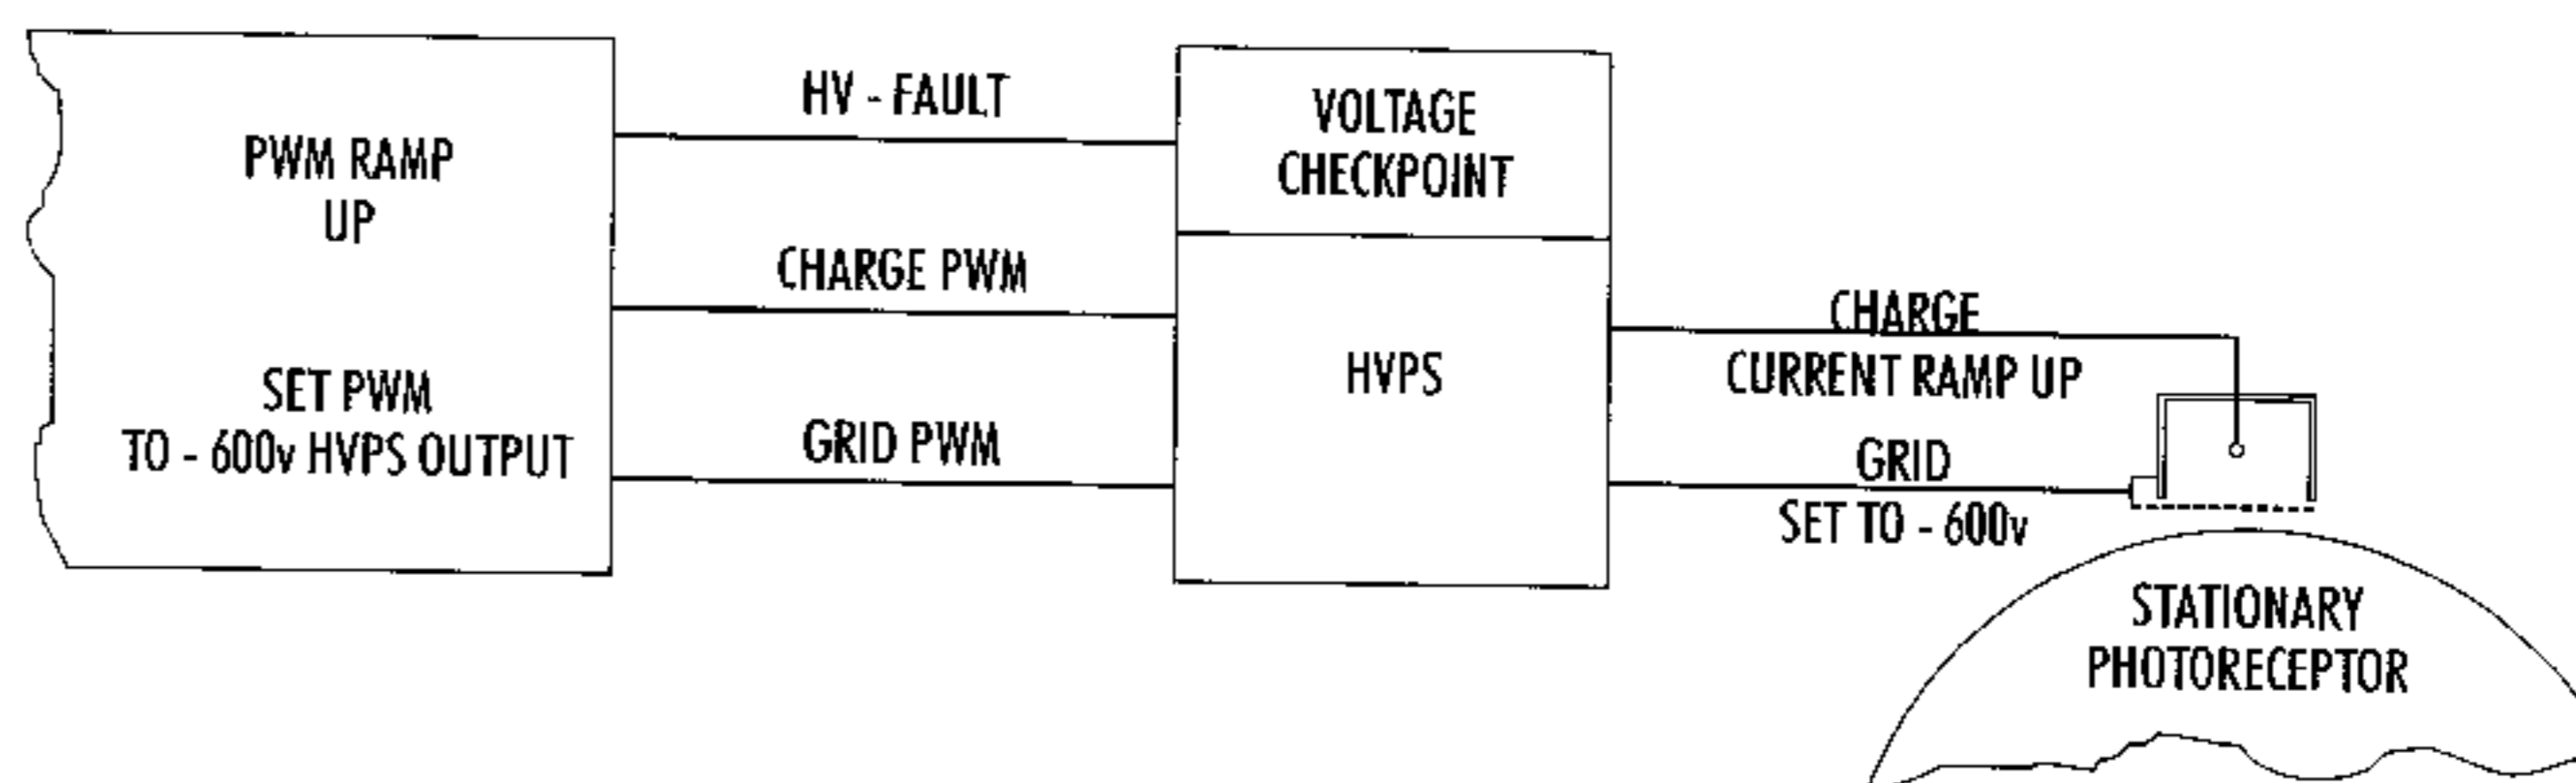 PWM RAMP
UP
SET PWM
TO - 600v HVPS OUTPUT
HV - FAULT
CHARGE PWM
GRID PWM
VOLTAGE
CHECKPOINT
HVPS
CHARGE
CURRENT RAMP UP
GRID
SET TO - 600v
STATIONARY
PHOTORECEPTOR